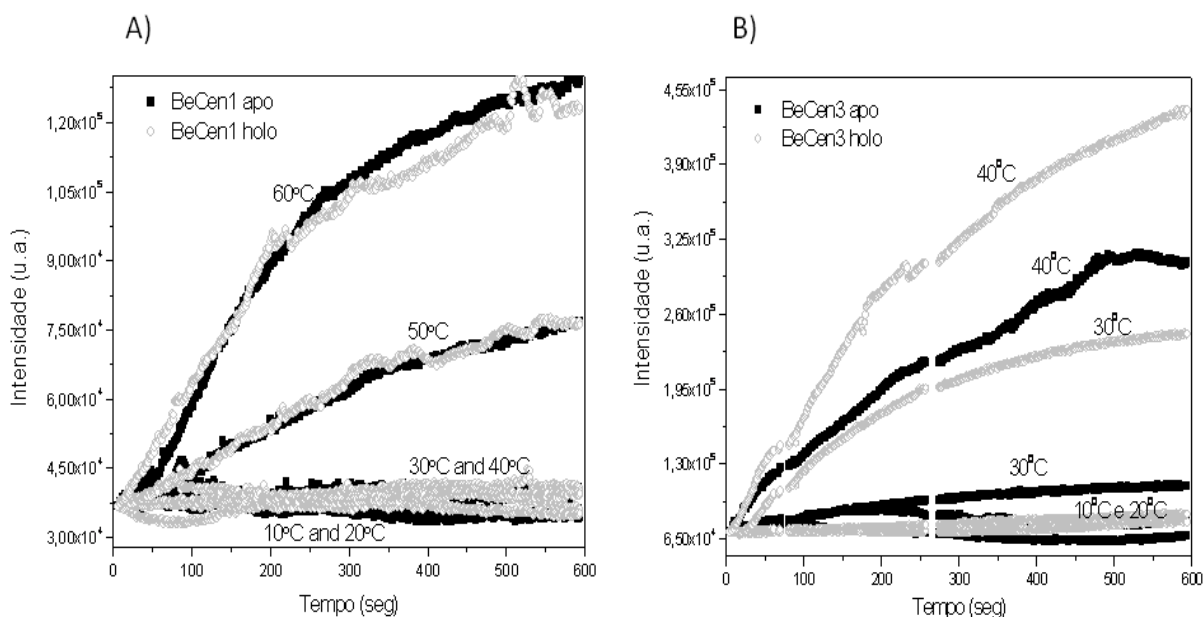 A)
BeCen1 apo
BeCen1 holo
1,20x10⁵
1,05x10⁵
9,00x10⁴
7,50x10⁴
6,00x10⁴
4,50x10⁴
3,00x10⁴
Intensidade (u.a.)
60ºC
50ºC
30ºC and 40ºC
10ºC and 20ºC
0 100 200 300 400 500 600
Tempo (seg)
B)
BeCen3 apo
BeCen3 holo
4,55x10⁵
3,90x10⁵
3,25x10⁵
2,60x10⁵
1,95x10⁵
1,30x10⁵
6,50x10⁴
Intensidade (u.a.)
40ºC
40ºC
30ºC
30ºC
10ºC e 20ºC
0 100 200 300 400 500 600
Tempo (seg)